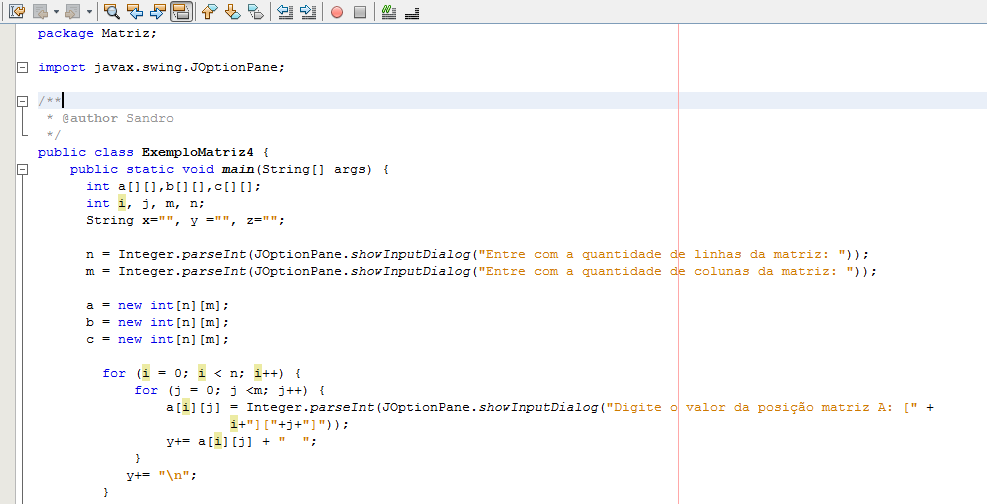 package Matriz;
import javax.swing.JOptionPane;
/**
* @author Sandro
*/
public class ExemploMatriz4 {
public static void main(String[] args) {
int a[][],b[][],c[][];
int i, j, m, n;
String x="", y ="", z="";
n = Integer.parseInt(JOptionPane.showInputDialog("Entre com a quantidade de linhas da matriz: "));
m = Integer.parseInt(JOptionPane.showInputDialog("Entre com a quantidade de colunas da matriz: "));
a = new int[n][m];
b = new int[n][m];
c = new int[n][m];
for (i = 0; i < n; i++) {
for (j = 0; j <m; j++) {
a[i][j] = Integer.parseInt(JOptionPane.showInputDialog("Digite o valor da posição matriz A: [" +
i+"]["+j+"]"));
y+= a[i][j] + "  ";
}
y+= "\n";
}